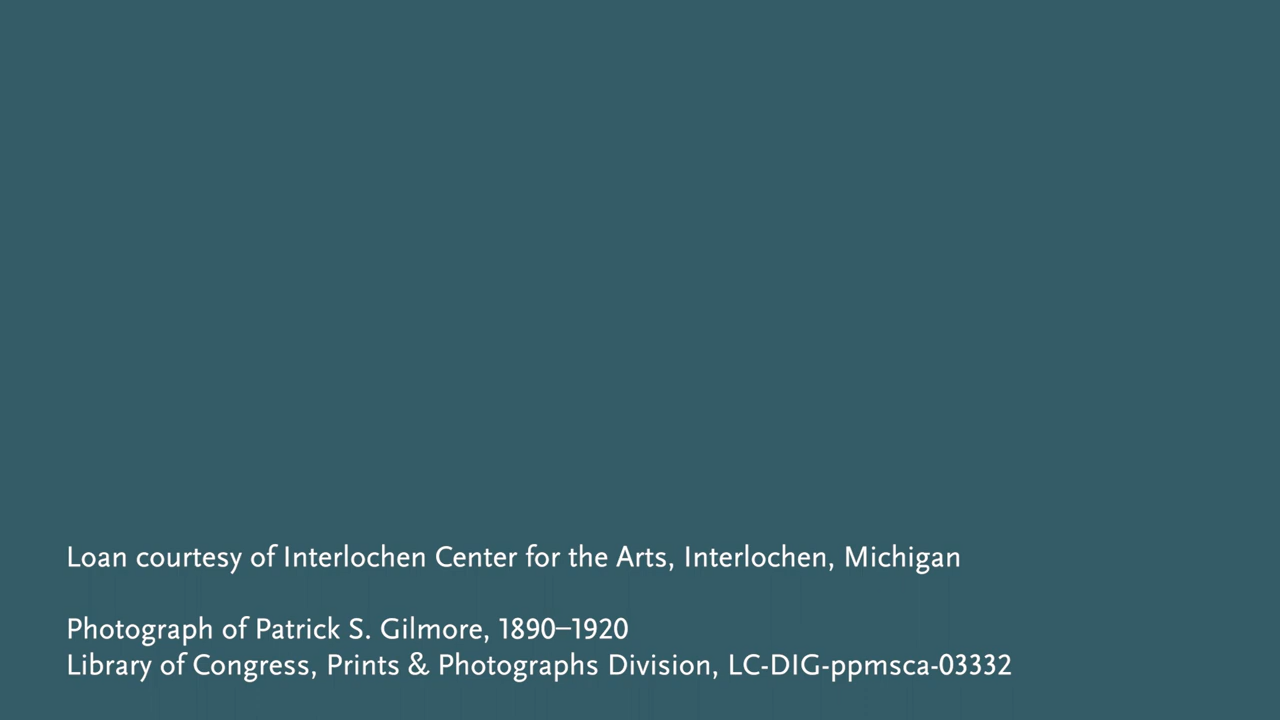 Loan courtesy of Interlochen Center for the Arts, Interlochen, Michigan
Photograph of Patrick S. Gilmore, 1890–1920
Library of Congress, Prints & Photographs Division, LC-DIG-ppmsca-03332